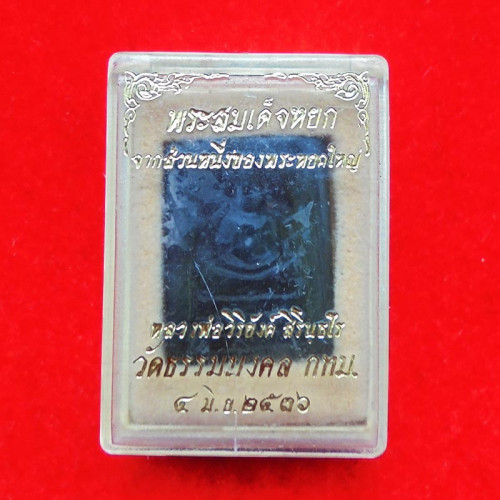 พระสมเด็จหยก
จากส่วนหนึ่งของพระหยกใหญ่
หลวงพ่อวิริยังค์ สิรินฺธโร
วัดธรรมมงคล กทม.
๔ มิ.ย.๒๕๓๖